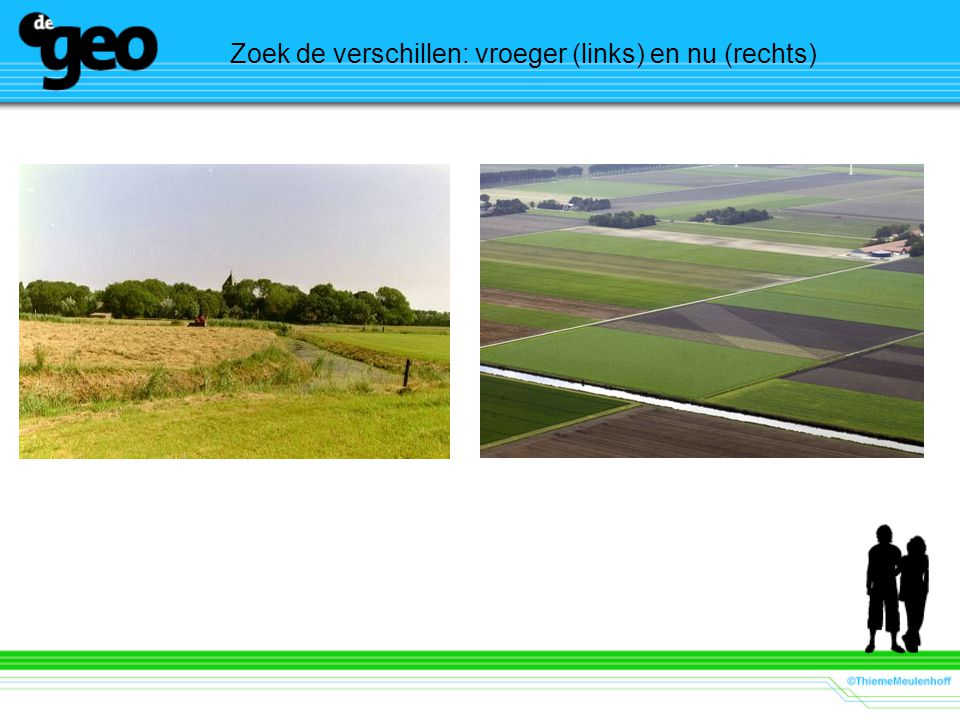 de
geo
Zoek de verschillen: vroeger (links) en nu (rechts)
©ThiemeMeulenhoff